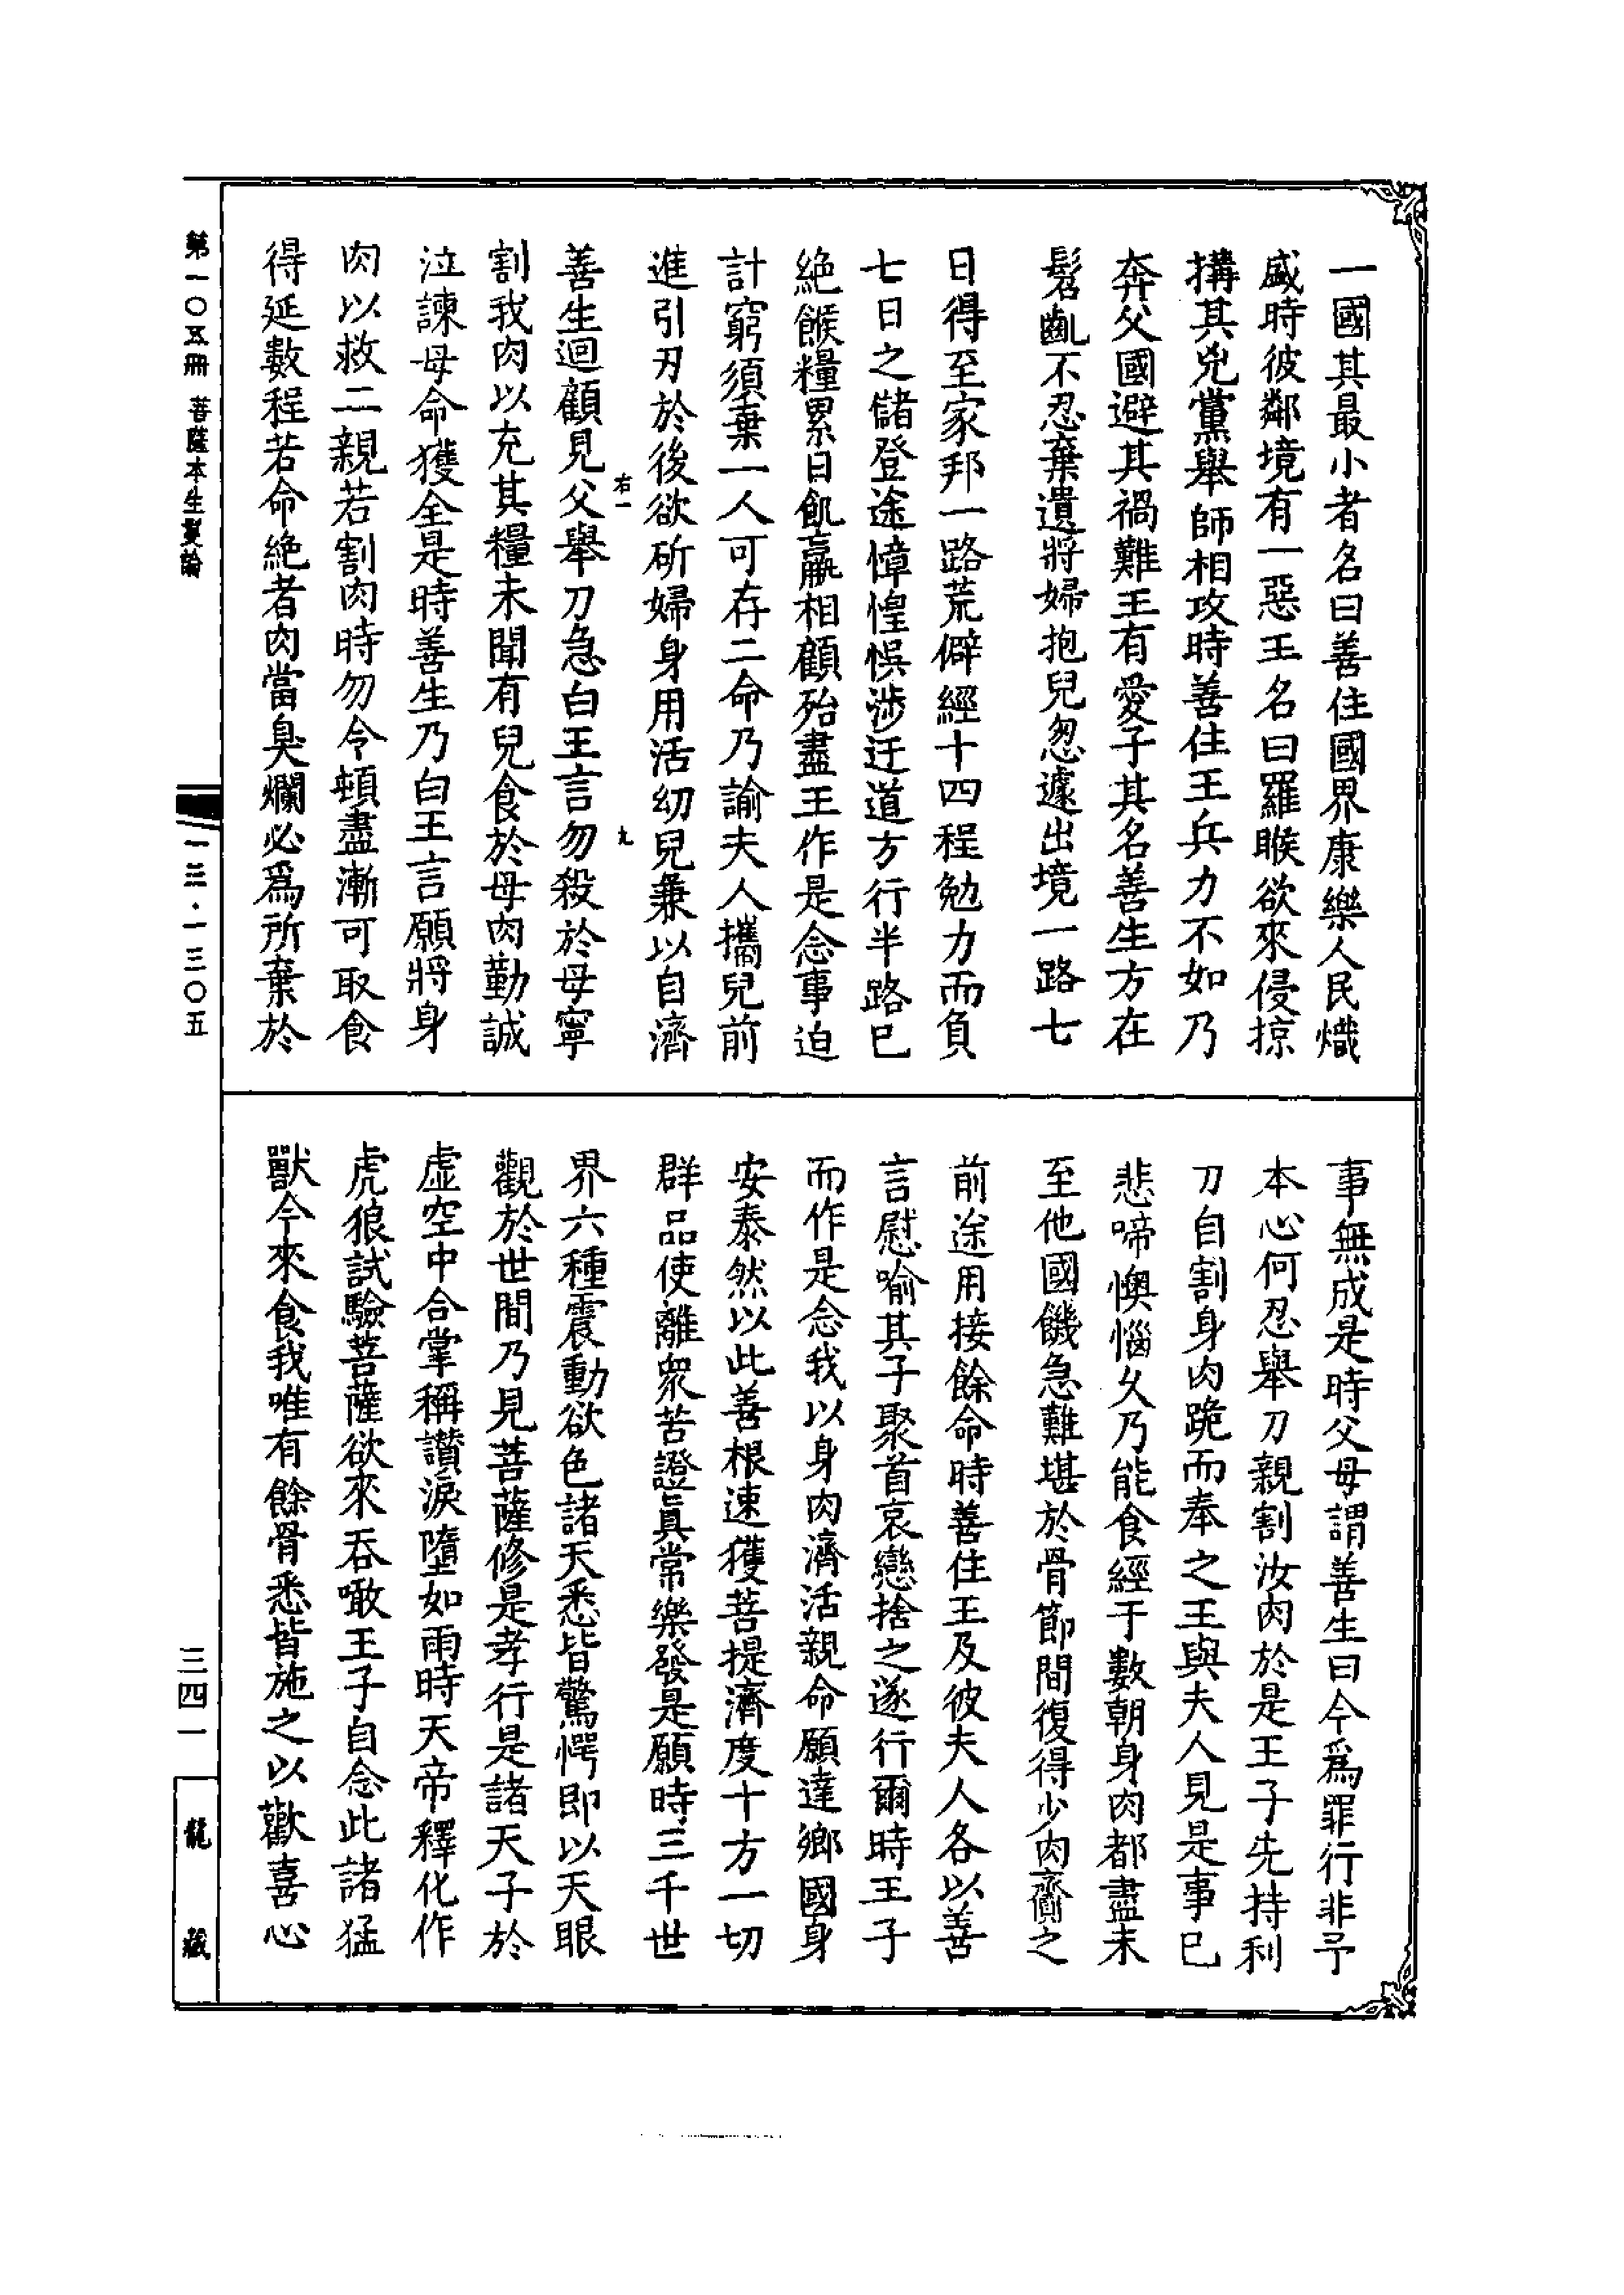 一國其最小者名曰善住國界康樂人民熾
盛時彼鄰境有一惡王名曰羅睺欲來侵掠
搆其兇黨舉師相攻時善住王兵力不如乃
奔父國避其禍難王有愛子其名善生方在
髫齓不忍棄遺將婦抱兒怱遽出境一路七
日得至家邦一路荒僻經十四程勉力而負
七日之儲登途慞惶悞涉迂道方行半路已
絶餱糧累日飢羸相顧殆盡王作是念事迫
計窮須棄一人可存二命乃諭夫人攜兒前
進引刃於後欲斫婦身用活幼兒兼以自濟
右一
九
善生迴顧見父舉刀急白王言勿殺於母寧
割我肉以充其糧未聞有兒食於母肉勤誠
泣諫母命獲全是時善生乃白王言願將身
肉以救二親若割肉時勿令頓盡漸可取食
得延數程若命絶者肉當臭爛必爲所棄於
事無成是時父母謂善生曰今爲罪行非予
本心何忍舉刀親割汝肉於是王子先持利
刀自割身肉跪而奉之王與夫人見是事已
悲啼懊惱久乃能食經于數朝身肉都盡未
至他國饑急難堪於骨節間復得少肉齎之
前途用接餘命時善住王及彼夫人各以善
言慰喻其子聚首哀戀捨之遂行爾時王子
而作是念我以身肉濟活親命願達鄉國身
安泰然以此善根速獲菩提濟度十方一切
群品使離衆苦證眞常樂發是願時三千世
界六種震動欲色諸天悉皆驚愕即以天眼
觀於世間乃見菩薩修是孝行是諸天子於
虛空中合掌稱讃淚墮如雨時天帝釋化作
虎狼試驗菩薩欲來吞噉王子自念此諸猛
獸今來食我唯有餘骨悉皆施之以歡喜心
第一〇五冊 菩薩本生鬘論
一三·一三〇五
三四一
龍藏